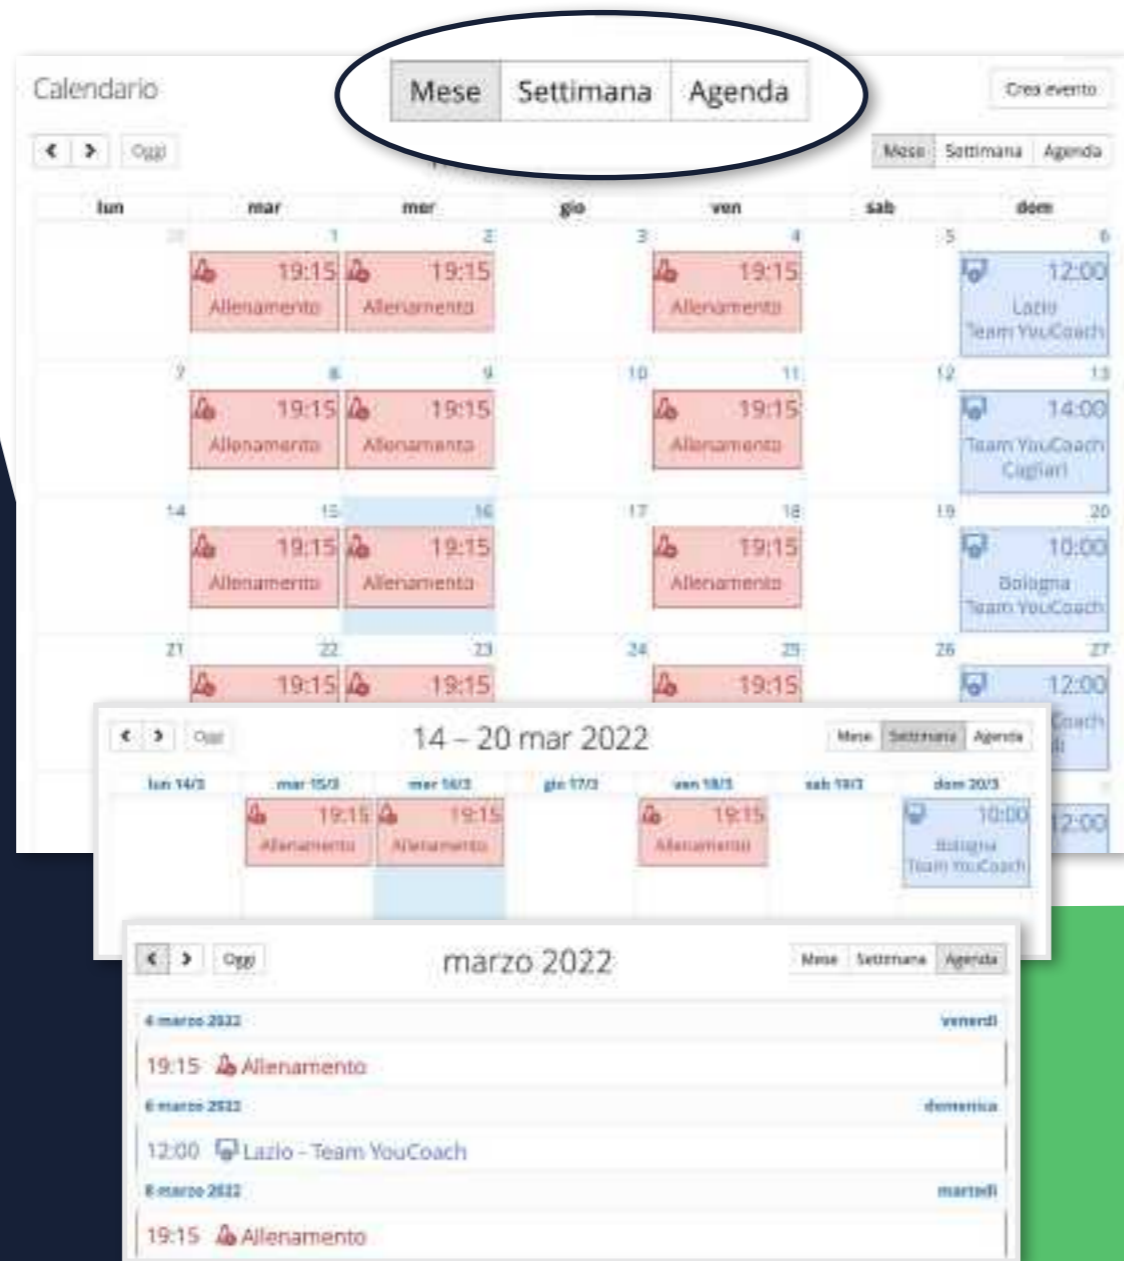 Mese Settimana Agenda
Calendario
Crea evento
Oggi
Mese Settimana Agenda
lun mar mer gio ven sab dom
28 1 2 3 4 5 6
19:15 19:15 19:15 12:00
Allenamento Allenamento Allenamento Lazio
Team YouCoach
7 8 9 10 11 12 13
19:15 19:15 19:15 14:00
Allenamento Allenamento Allenamento Team YouCoach
Cagliari
14 15 16 17 18 19 20
19:15 19:15 19:15 10:00
Allenamento Allenamento Allenamento Bologna
Team YouCoach
21 22 23 24 25 26 27
19:15 19:15 19:15 12:00
Coach
12:00
Oggi
14 – 20 mar 2022
Mese Settimana Agenda
lun 14/3 mar 15/3 mer 16/3 gio 17/3 ven 18/3 sab 19/3 dom 20/3
19:15 19:15 19:15 10:00
Allenamento Allenamento Allenamento Bologna
Team YouCoach
Oggi
marzo 2022
Mese Settimana Agenda
4 marzo 2022 venerdì
19:15 Allenamento
6 marzo 2022 domenica
12:00 Lazio - Team YouCoach
8 marzo 2022 martedì
19:15 Allenamento